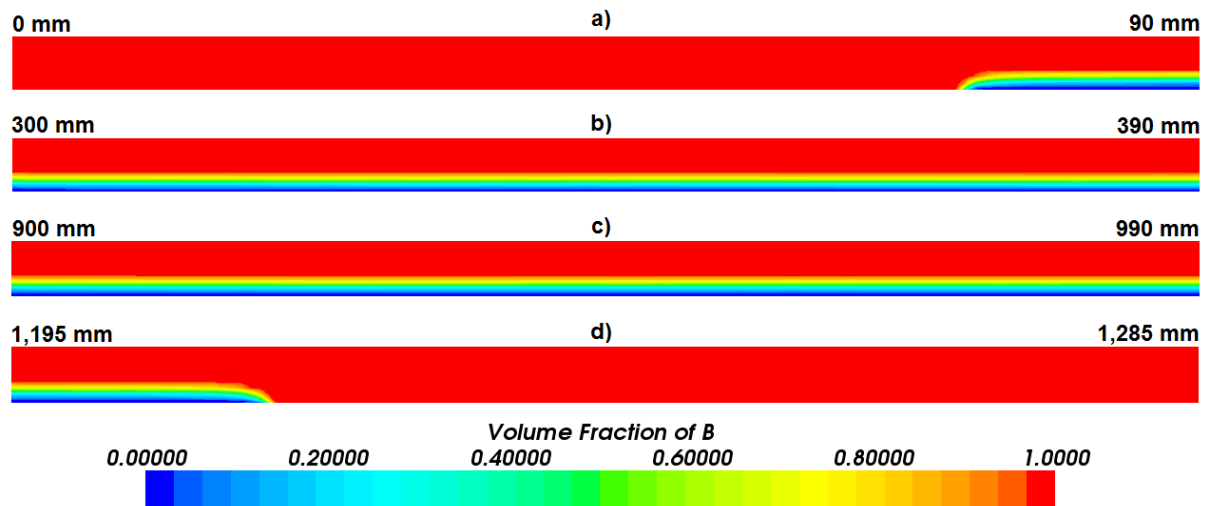 0 mm a) 90 mm
300 mm b) 390 mm
900 mm c) 990 mm
1,195 mm d) 1,285 mm
Volume Fraction of B
0.00000 0.20000 0.40000 0.60000 0.80000 1.0000